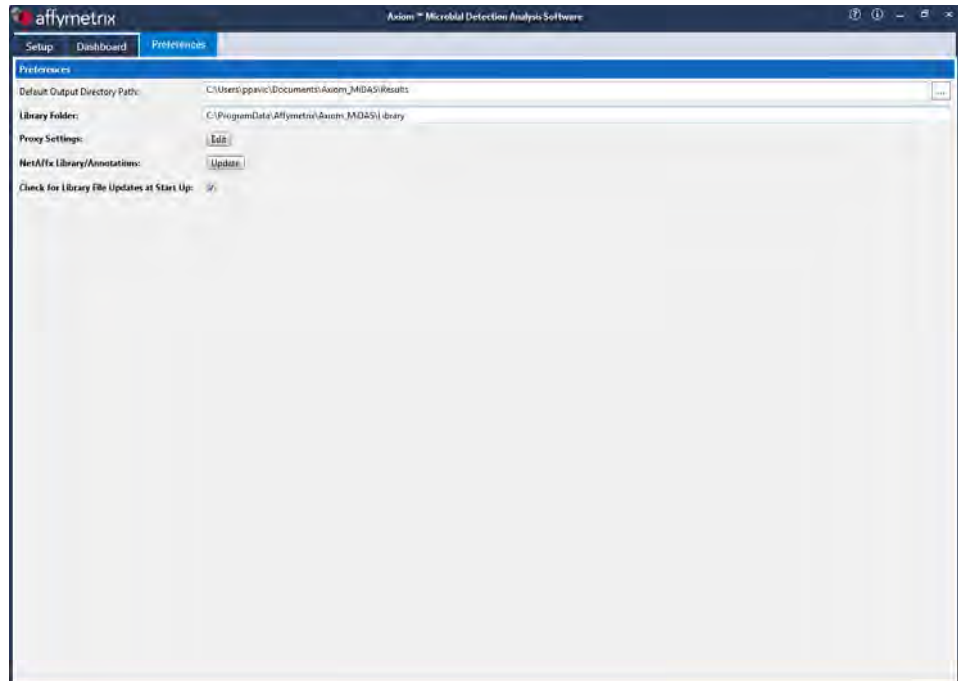 affymetrix
Axiom ™ Microbial Detection Analysis Software
Setup Dashboard Preferences
Preferences
Default Output Directory Path: C:\Users\ppavic\Documents\Axiom_MiDAS\Results ...
Library Folder: C:\ProgramData\Affymetrix\Axiom_MiDAS\Library
Proxy Settings: Edit
NetAffx Library/Annotations: Update
Check for Library File Updates at Start Up: